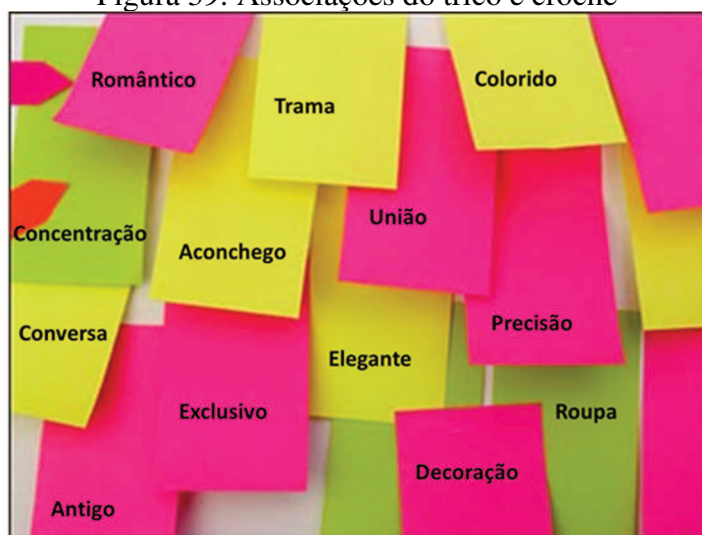 Figura 39: Associações do tricô e crochê
Romântico
Colorido
Trama
União
Concentração
Aconchego
Precisão
Conversa
Elegante
Exclusivo
Roupa
Decoração
Antigo